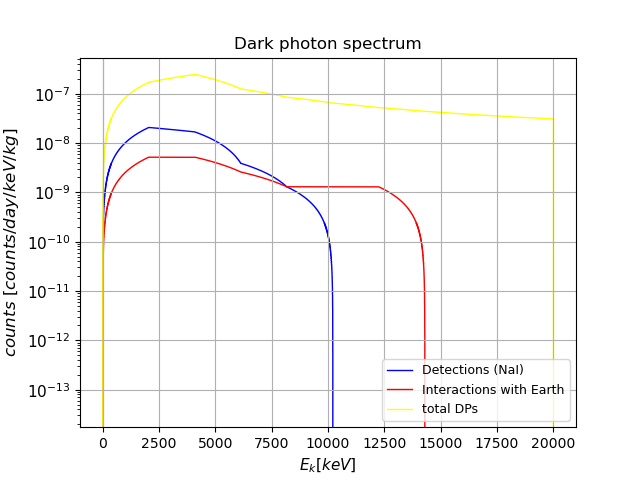 Dark photon spectrum
counts [counts/day/keV/kg]
10⁻⁷
10⁻⁸
10⁻⁹
10⁻¹⁰
10⁻¹¹
10⁻¹²
10⁻¹³
Detections (NaI)
Interactions with Earth
total DPs
0 2500 5000 7500 10000 12500 15000 17500 20000
Eₖ[keV]